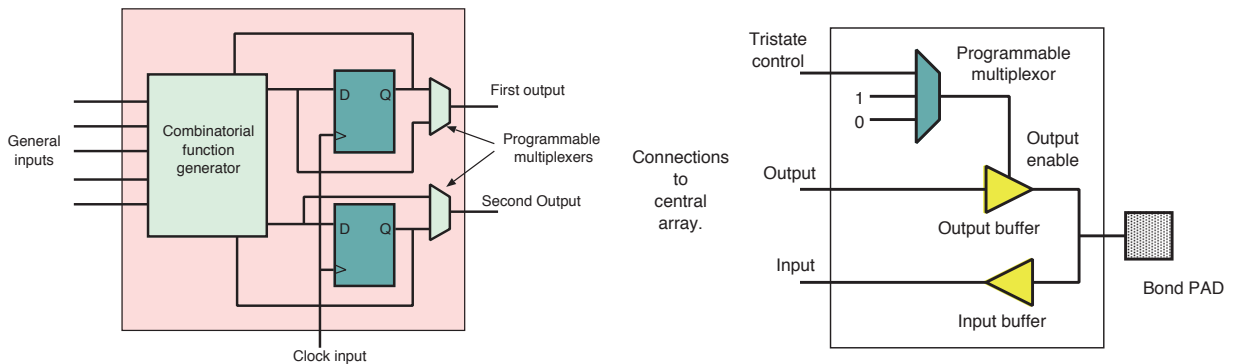 General
inputs
Combinatorial
function
generator
D
Q
D
Q
First output
Programmable
multiplexers
Second Output
Clock input
Connections
to
central
array.
Tristate
control
1
0
Programmable
multiplexor
Output
enable
Output
Output buffer
Input
Input buffer
Bond PAD